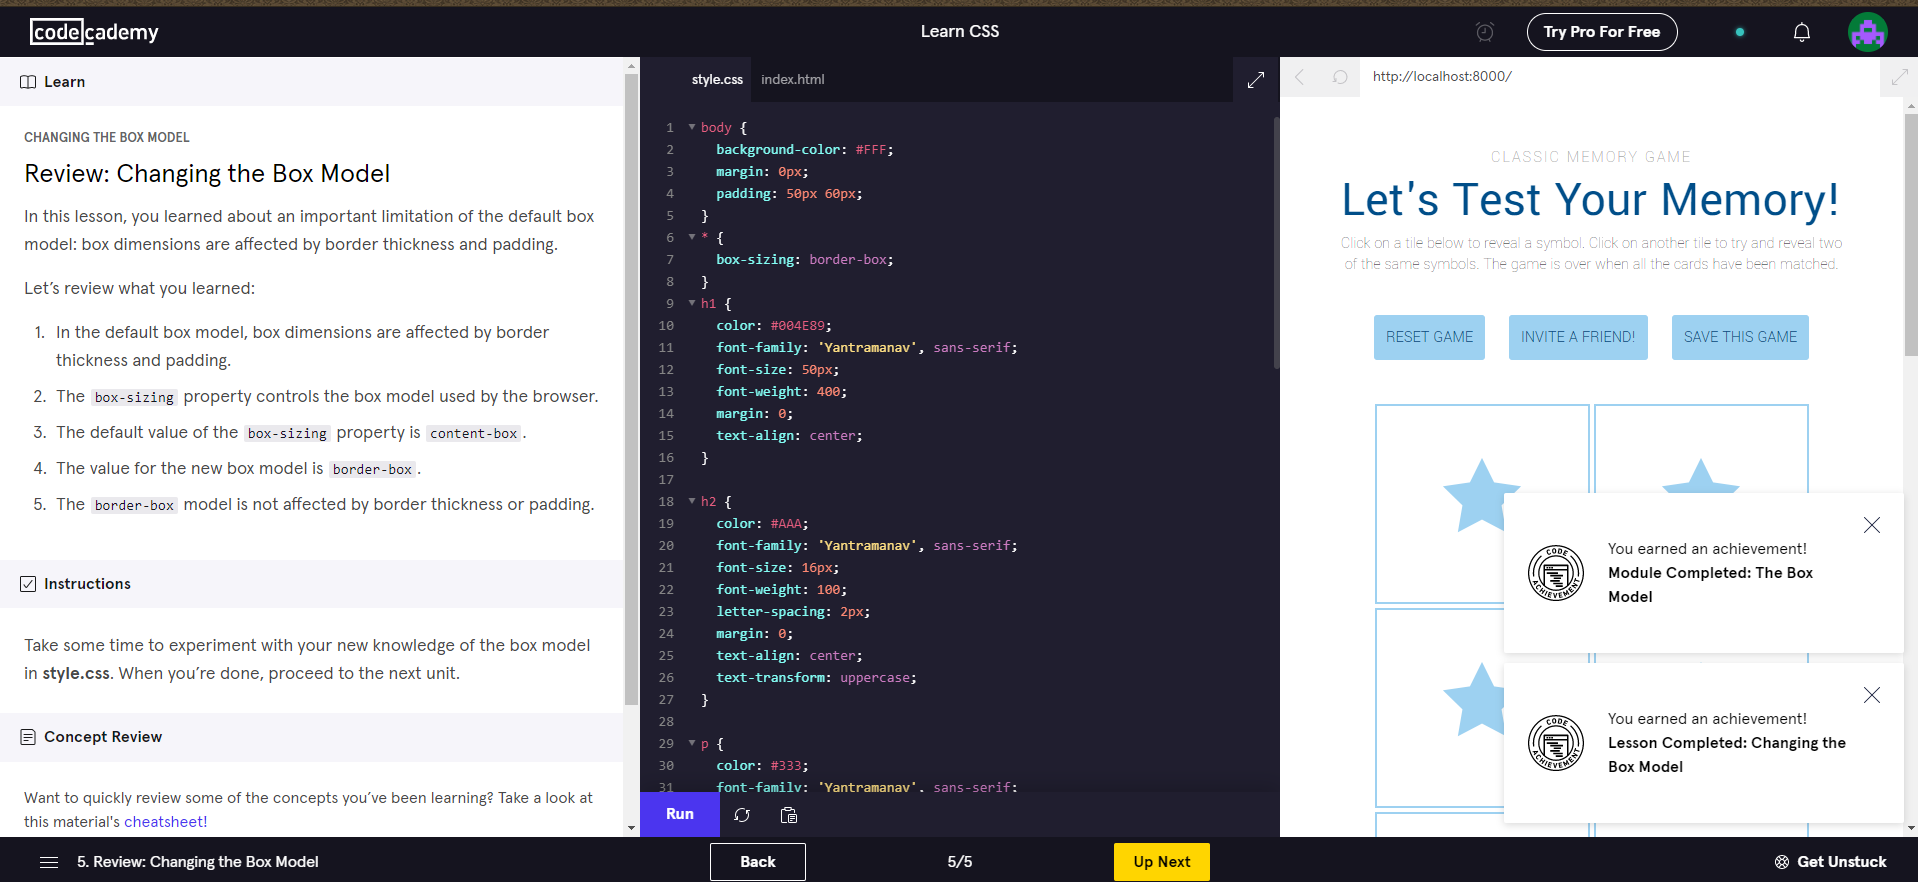 codecademy
Learn CSS
Try Pro For Free
Learn
CHANGING THE BOX MODEL
Review: Changing the Box Model
In this lesson, you learned about an important limitation of the default box
model: box dimensions are affected by border thickness and padding.
Let’s review what you learned:
1. In the default box model, box dimensions are affected by border
thickness and padding.
2. The box-sizing property controls the box model used by the browser.
3. The default value of the box-sizing property is content-box.
4. The value for the new box model is border-box.
5. The border-box model is not affected by border thickness or padding.
Instructions
Take some time to experiment with your new knowledge of the box model
in style.css. When you’re done, proceed to the next unit.
Concept Review
Want to quickly review some of the concepts you’ve been learning? Take a look at
this material's cheatsheet!
style.css index.html
1 body {
2 background-color: #FFF;
3 margin: 0px;
4 padding: 50px 60px;
5 }
6 * {
7 box-sizing: border-box;
8 }
9 h1 {
10 color: #004E89;
11 font-family: 'Yantramanav', sans-serif;
12 font-size: 50px;
13 font-weight: 400;
14 margin: 0;
15 text-align: center;
16 }
17
18 h2 {
19 color: #AAA;
20 font-family: 'Yantramanav', sans-serif;
21 font-size: 16px;
22 font-weight: 100;
23 letter-spacing: 2px;
24 margin: 0;
25 text-align: center;
26 text-transform: uppercase;
27 }
28
29 p {
30 color: #333;
31 font-family: 'Yantramanav', sans-serif;
Run
http://localhost:8000/
CLASSIC MEMORY GAME
Let's Test Your Memory!
Click on a tile below to reveal a symbol. Click on another tile to try and reveal two
of the same symbols. The game is over when all the cards have been matched.
RESET GAME INVITE A FRIEND! SAVE THIS GAME
CODE
ACHIEVEMENT
You earned an achievement!
Module Completed: The Box
Model
CODE
ACHIEVEMENT
You earned an achievement!
Lesson Completed: Changing the
Box Model
5. Review: Changing the Box Model
Back
5/5
Up Next
Get Unstuck